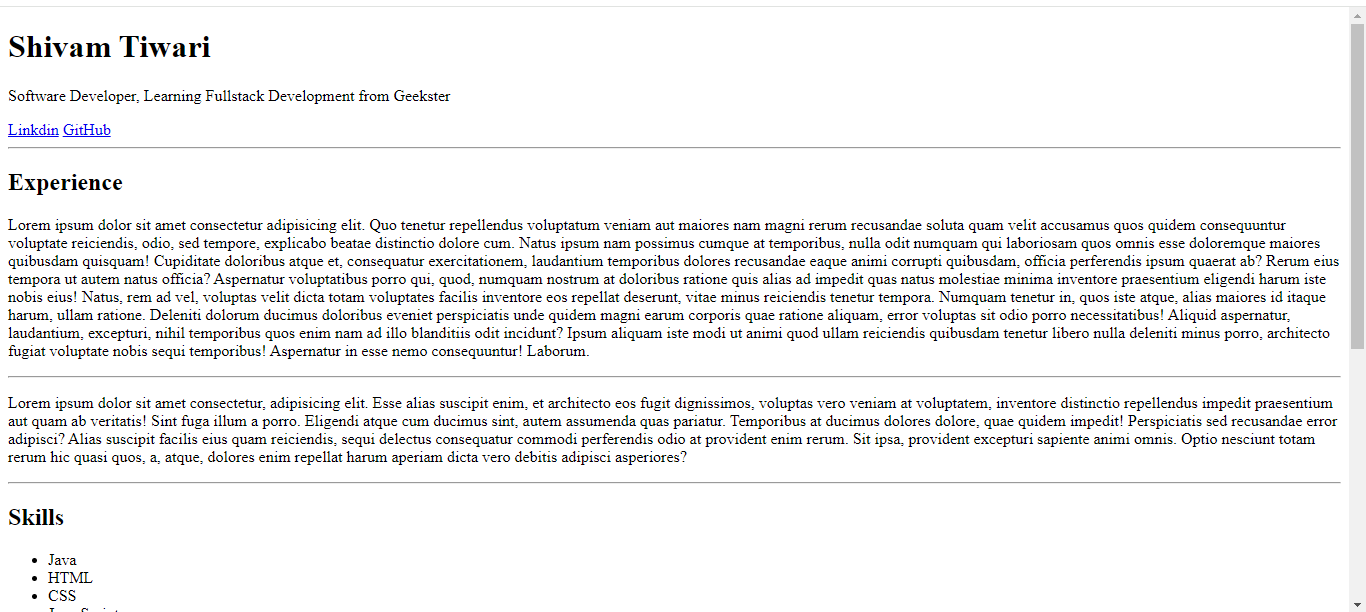 Shivam Tiwari
Software Developer, Learning Fullstack Development from Geekster
Linkdin GitHub
Experience
Lorem ipsum dolor sit amet consectetur adipisicing elit. Quo tenetur repellendus voluptatum veniam aut maiores nam magni rerum recusandae soluta quam velit accusamus quos quidem consequuntur
voluptate reiciendis, odio, sed tempore, explicabo beatae distinctio dolore cum. Natus ipsum nam possimus cumque at temporibus, nulla odit numquam qui laboriosam quos omnis esse doloremque maiores
quibusdam quisquam! Cupiditate doloribus atque et, consequatur exercitationem, laudantium temporibus dolores recusandae eaque animi corrupti quibusdam, officia perferendis ipsum quaerat ab? Rerum eius
tempora ut autem natus officia? Aspernatur voluptatibus porro qui, quod, numquam nostrum at doloribus ratione quis alias ad impedit quas natus molestiae minima inventore praesentium eligendi harum iste
nobis eius! Natus, rem ad vel, voluptas velit dicta totam voluptates facilis inventore eos repellat deserunt, vitae minus reiciendis tenetur tempora. Numquam tenetur in, quos iste atque, alias maiores id itaque
harum, ullam ratione. Deleniti dolorum ducimus doloribus eveniet perspiciatis unde quidem magni earum corporis quae ratione aliquam, error voluptas sit odio porro necessitatibus! Aliquid aspernatur,
laudantium, excepturi, nihil temporibus quos enim nam ad illo blanditiis odit incidunt? Ipsum aliquam iste modi ut animi quod ullam reiciendis quibusdam tenetur libero nulla deleniti minus porro, architecto
fugiat voluptate nobis sequi temporibus! Aspernatur in esse nemo consequuntur! Laborum.
Lorem ipsum dolor sit amet consectetur, adipisicing elit. Esse alias suscipit enim, et architecto eos fugit dignissimos, voluptas vero veniam at voluptatem, inventore distinctio repellendus impedit praesentium
aut quam ab veritatis! Sint fuga illum a porro. Eligendi atque cum ducimus sint, autem assumenda quas pariatur. Temporibus at ducimus dolores dolore, quae quidem impedit! Perspiciatis sed recusandae error
adipisci? Alias suscipit facilis eius quam reiciendis, sequi delectus consequatur commodi perferendis odio at provident enim rerum. Sit ipsa, provident excepturi sapiente animi omnis. Optio nesciunt totam
rerum hic quasi quos, a, atque, dolores enim repellat harum aperiam dicta vero debitis adipisci asperiores?
Skills
• Java
• HTML
• CSS